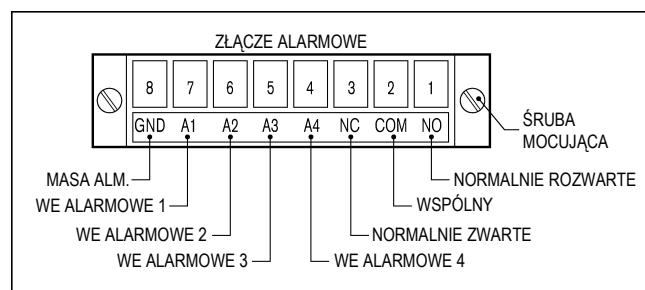 ZŁĄCZE ALARMOWE
8 7 6 5 4 3 2 1
GND A1 A2 A3 A4 NC COM NO
ŚRUBA
MOCUJĄCA
MASA ALM.
NORMALNIE ROZWARTE
WE ALARMOWE 1
WSPÓLNY
WE ALARMOWE 2
NORMALNIE ZWARTE
WE ALARMOWE 3
WE ALARMOWE 4